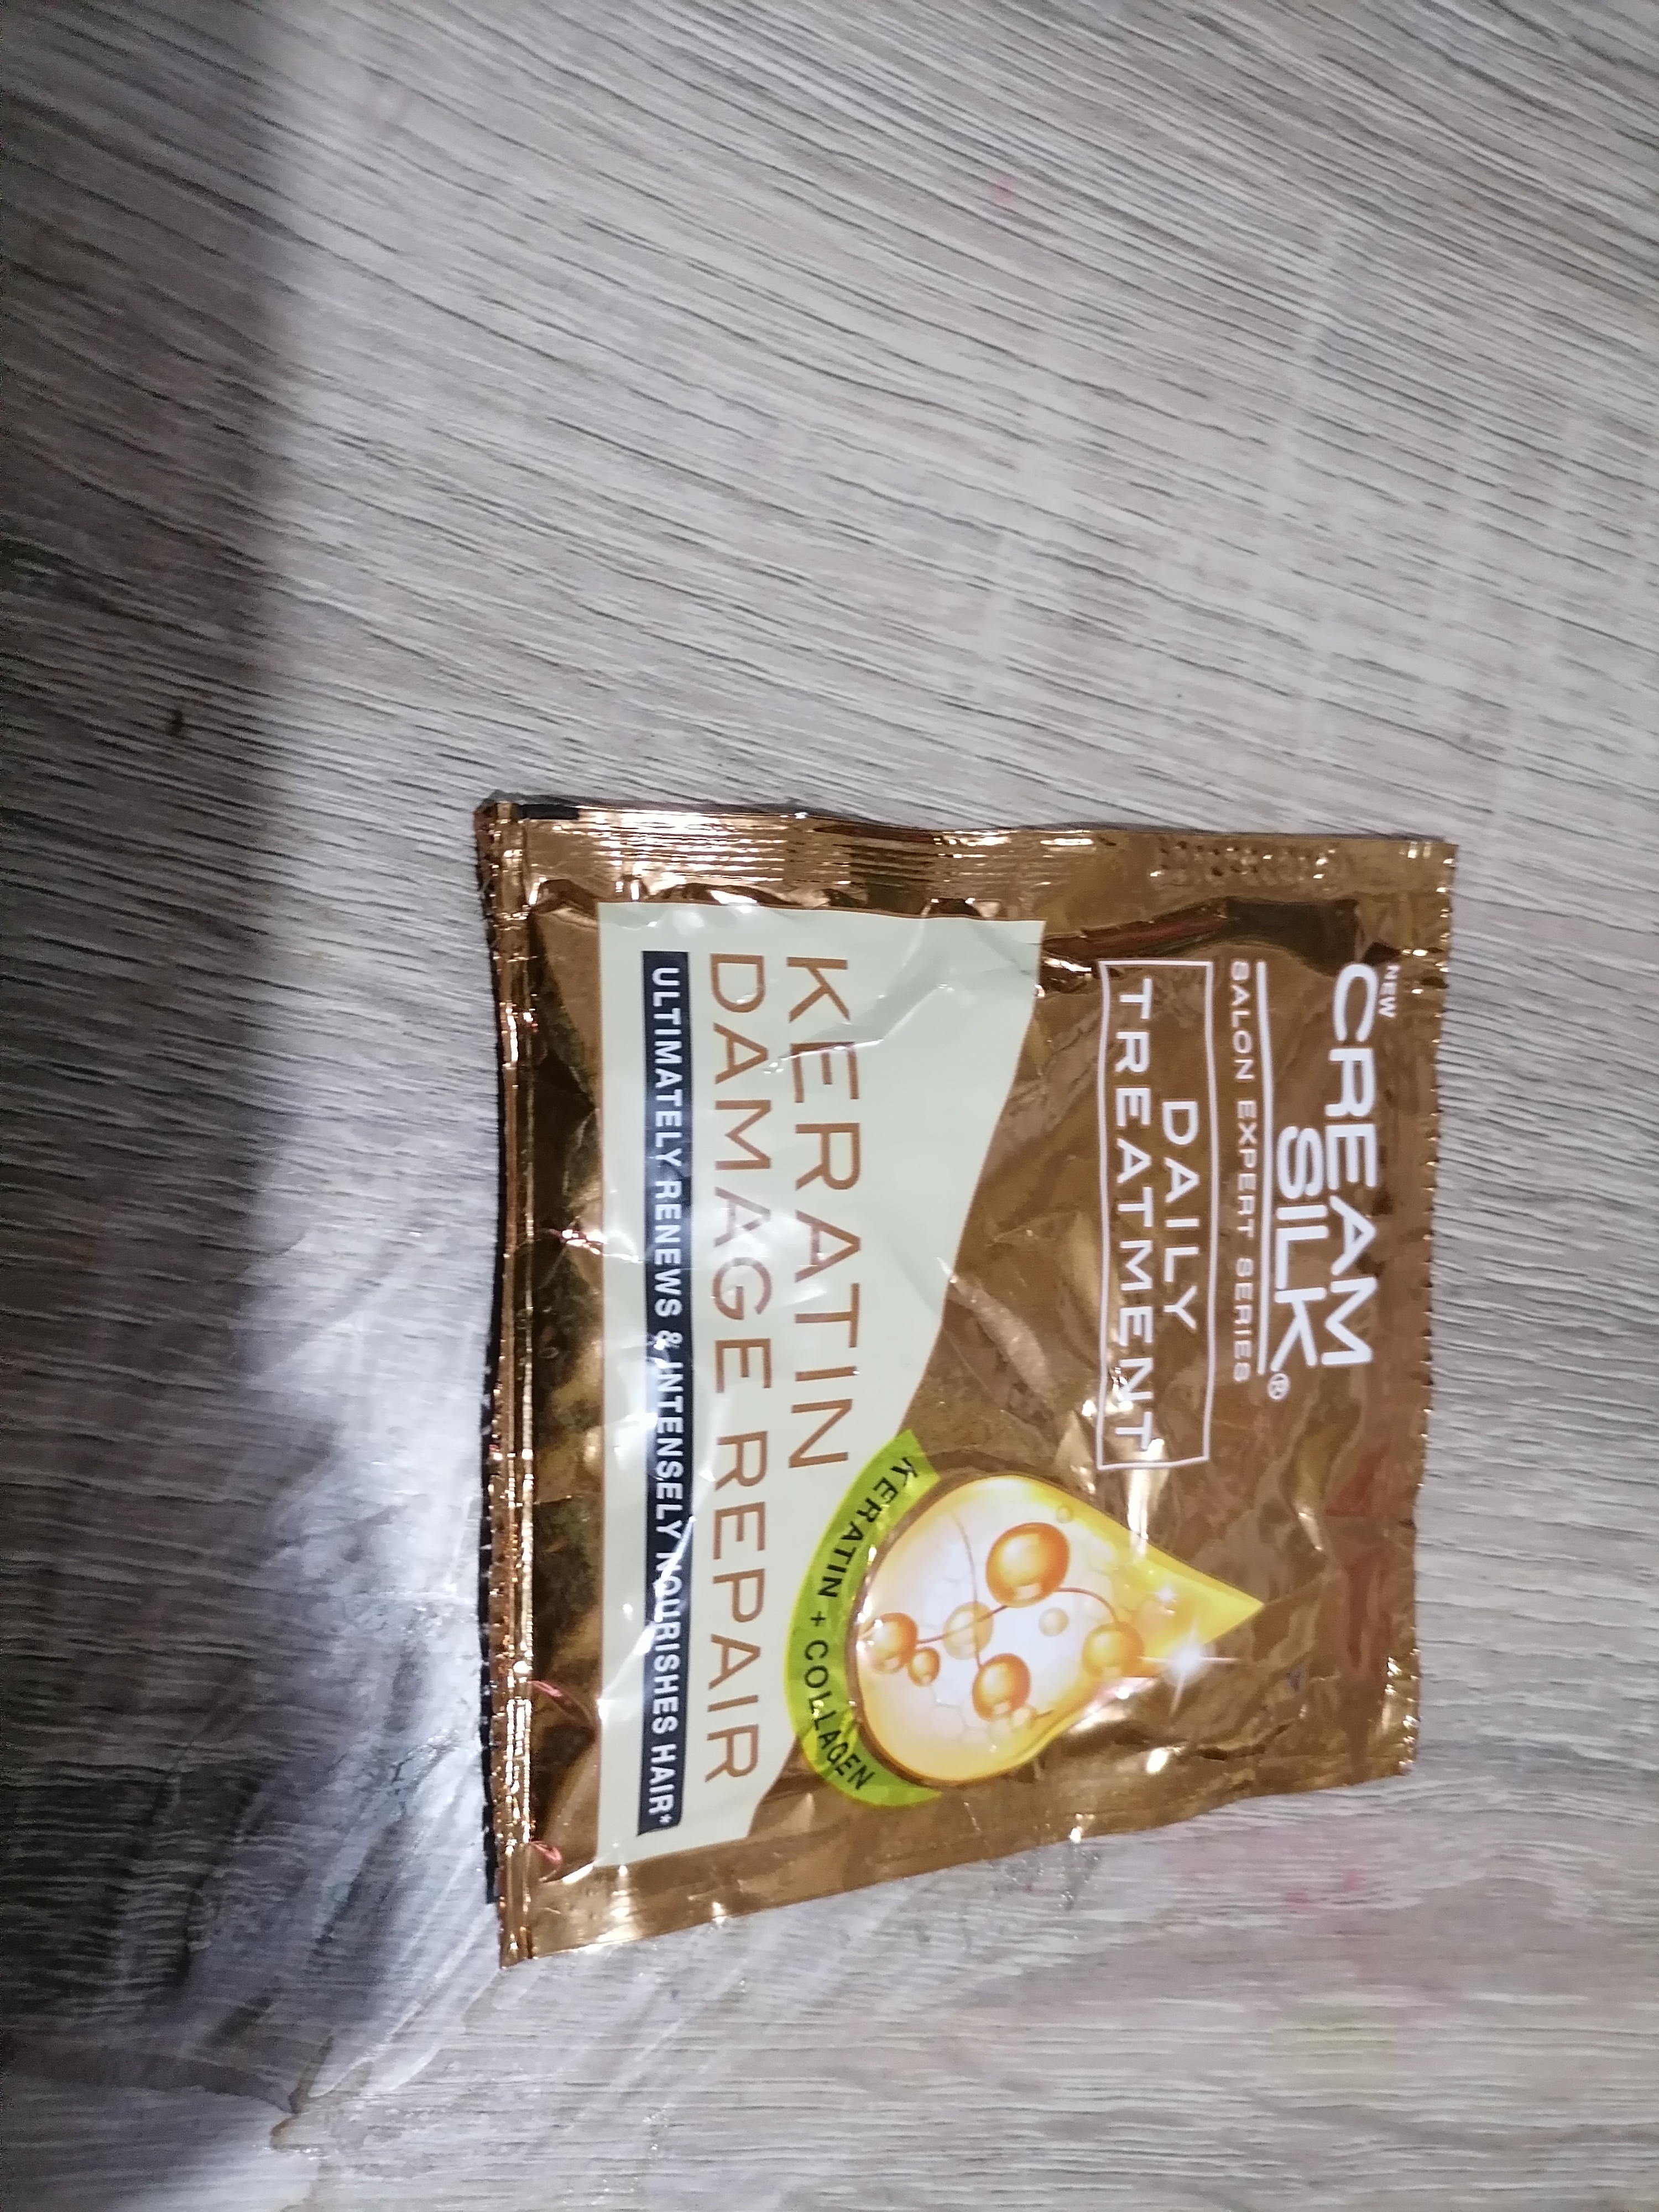 NEW
CREAM
SILK®
SALON EXPERT SERIES
DAILY
TREATMENT
KERATIN + COLLAGEN
KERATIN
DAMAGE REPAIR
ULTIMATELY RENEWS & INTENSELY NOURISHES HAIR*